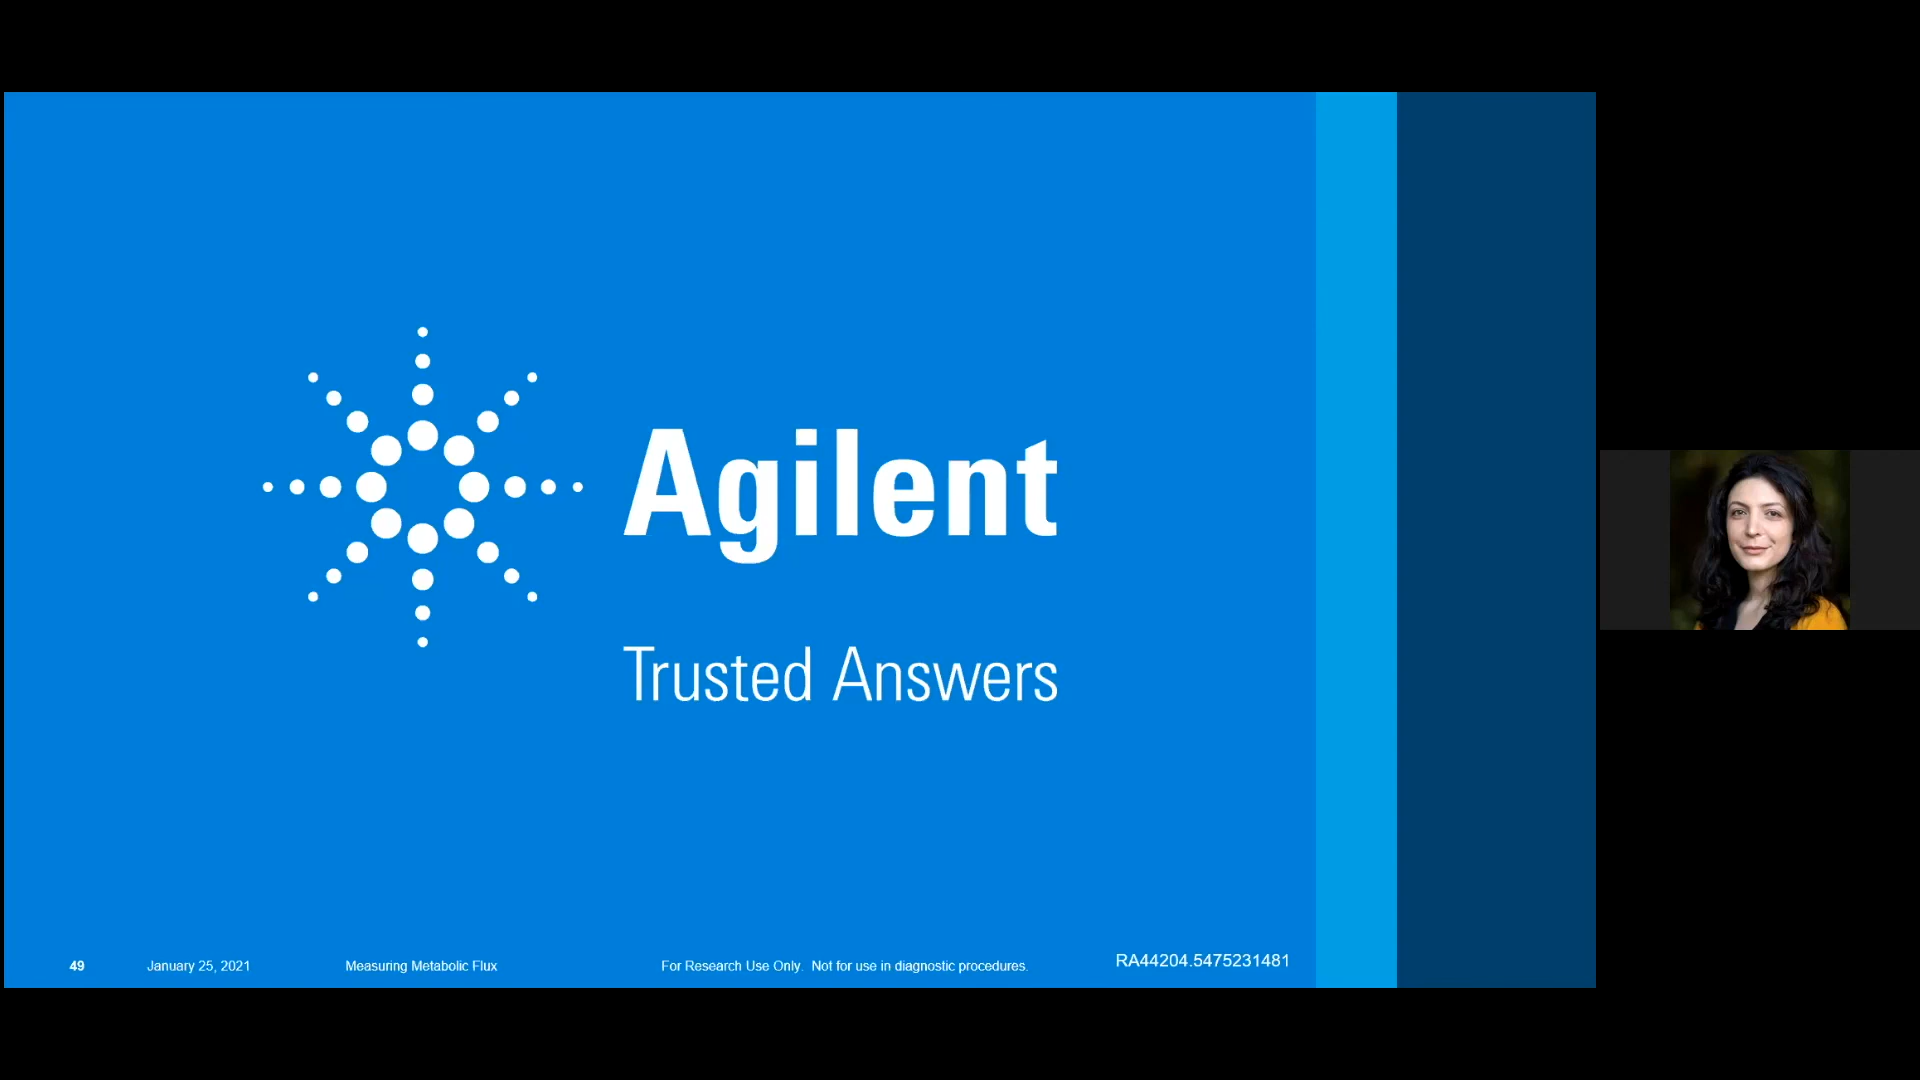 Agilent
Trusted Answers
49 January 25, 2021 Measuring Metabolic Flux For Research Use Only. Not for use in diagnostic procedures. RA44204.5475231481